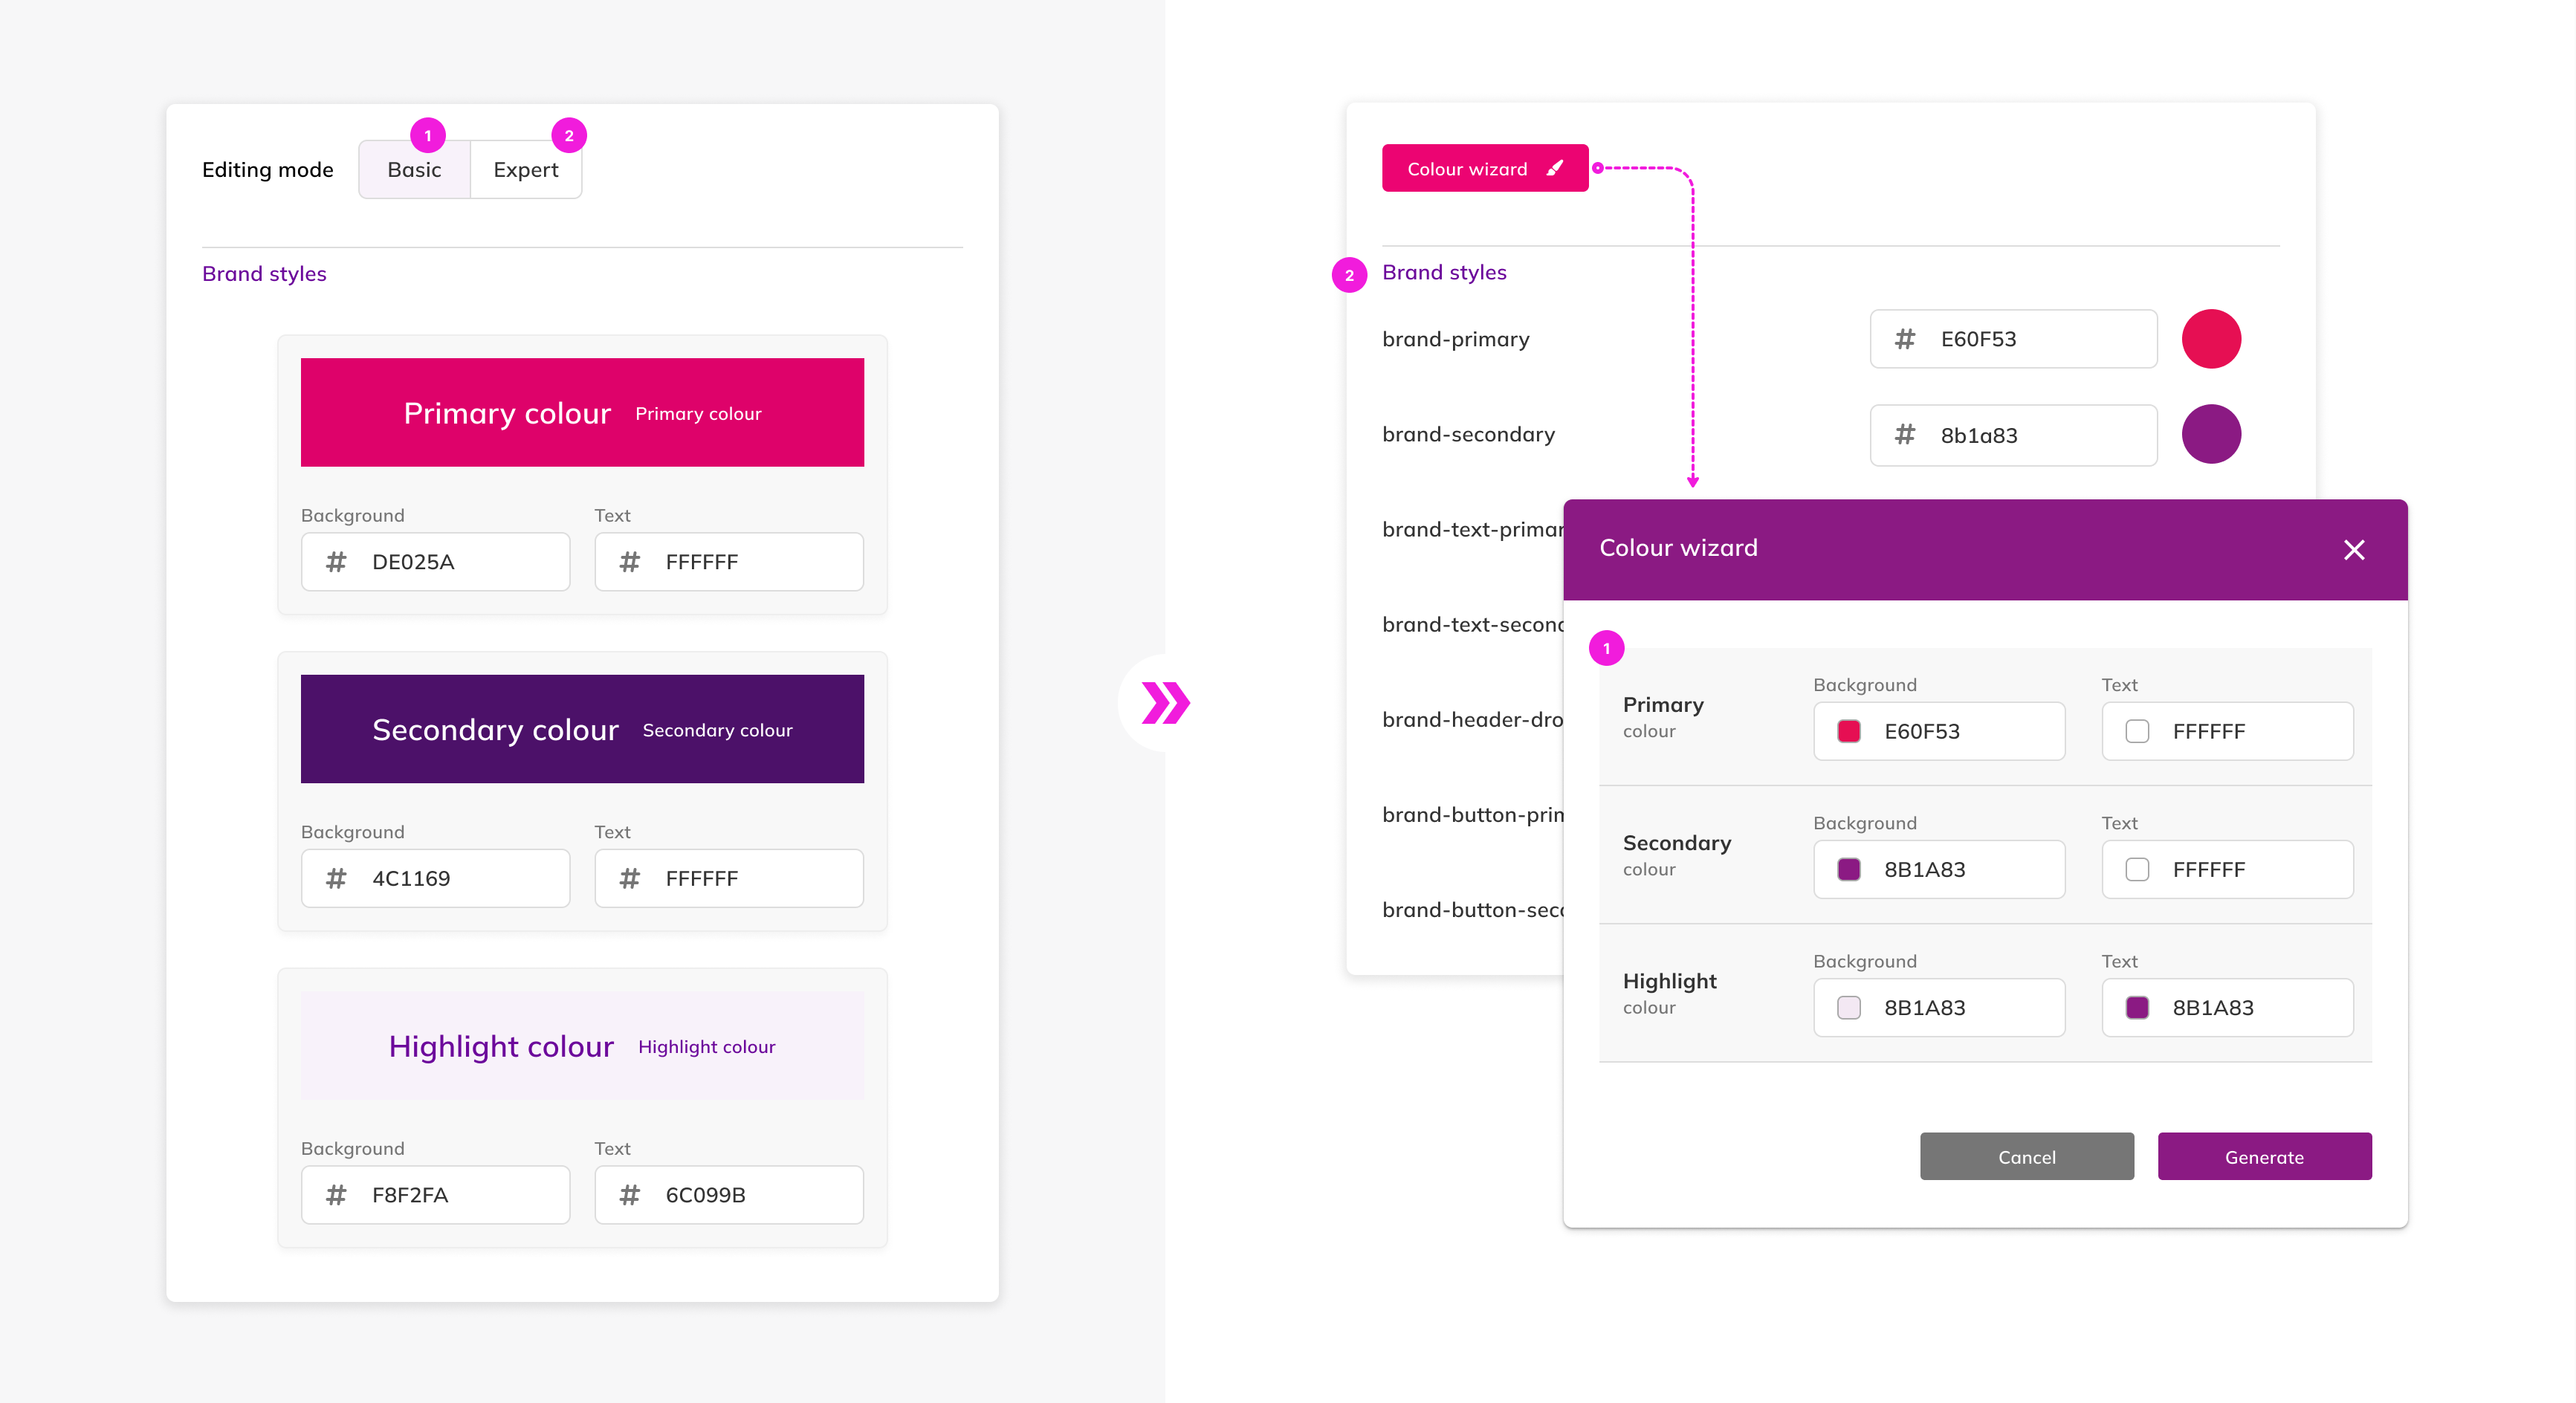 1
2
Editing mode
Basic
Expert
Brand styles
Primary colour
Primary colour
Background
Text
# DE025A
# FFFFFF
Secondary colour
Secondary colour
Background
Text
# 4C1169
# FFFFFF
Highlight colour
Highlight colour
Background
Text
# F8F2FA
# 6C099B
Colour wizard
2
Brand styles
brand-primary
# E60F53
brand-secondary
# 8b1a83
brand-text-primar
brand-text-second
brand-header-dro
brand-button-prim
brand-button-seco
Colour wizard
1
Primary
colour
Background
E60F53
Text
FFFFFF
Secondary
colour
Background
8B1A83
Text
FFFFFF
Highlight
colour
Background
8B1A83
Text
8B1A83
Cancel
Generate